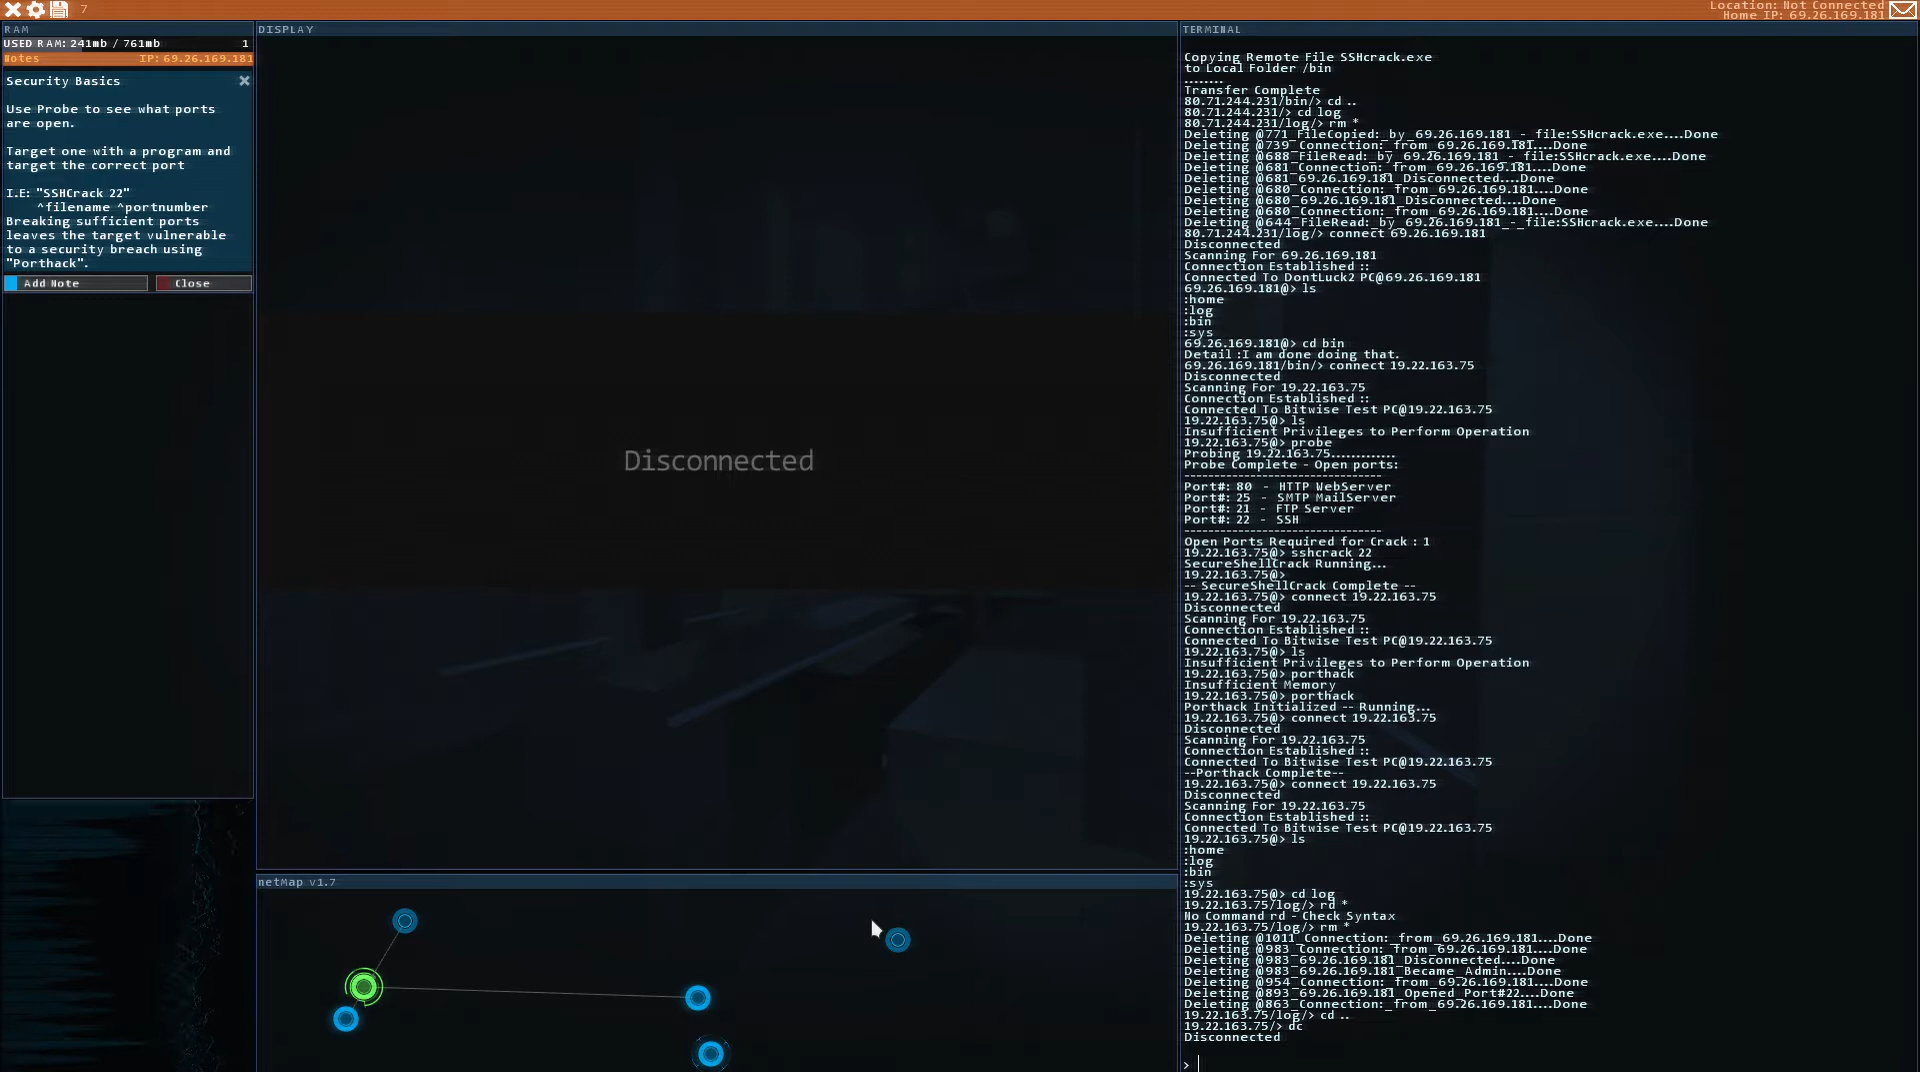 7
Location: Not Connected
Home IP: 69.26.169.181
RAM
USED RAM: 241mb / 761mb 1
Notes IP: 69.26.169.181
Security Basics
Use Probe to see what ports
are open.
Target one with a program and
target the correct port
I.E: "SSHCrack 22"
^filename ^portnumber
Breaking sufficient ports
leaves the target vulnerable
to a security breach using
"Porthack".
Add Note Close
DISPLAY
Disconnected
netMap v1.7
TERMINAL
Copying Remote File SSHcrack.exe
to Local Folder /bin
........
Transfer Complete
80.71.244.231/bin/> cd ..
80.71.244.231/> cd log
80.71.244.231/log/> rm *
Deleting @771_FileCopied:_by_69.26.169.181_-_file:SSHcrack.exe....Done
Deleting @739_Connection:_from_69.26.169.181....Done
Deleting @688_FileRead:_by_69.26.169.181_-_file:SSHcrack.exe....Done
Deleting @681_Connection:_from_69.26.169.181....Done
Deleting @681_69.26.169.181_Disconnected....Done
Deleting @680_Connection:_from_69.26.169.181....Done
Deleting @680_69.26.169.181_Disconnected....Done
Deleting @680_Connection:_from_69.26.169.181....Done
Deleting @644_FileRead:_by_69.26.169.181_-_file:SSHcrack.exe....Done
80.71.244.231/log/> connect 69.26.169.181
Disconnected
Scanning For 69.26.169.181
Connection Established ::
Connected To DontLuck2 PC@69.26.169.181
69.26.169.181@> ls
:home
:log
:bin
:sys
69.26.169.181@> cd bin
Detail :I am done doing that.
69.26.169.181/bin/> connect 19.22.163.75
Disconnected
Scanning For 19.22.163.75
Connection Established ::
Connected To Bitwise Test PC@19.22.163.75
19.22.163.75@> ls
Insufficient Privileges to Perform Operation
19.22.163.75@> probe
Probing 19.22.163.75.............
Probe Complete - Open ports:
---------------------------------
Port#: 80 - HTTP WebServer
Port#: 25 - SMTP MailServer
Port#: 21 - FTP Server
Port#: 22 - SSH
---------------------------------
Open Ports Required for Crack : 1
19.22.163.75@> sshcrack 22
SecureShellCrack Running...
19.22.163.75@>
-- SecureShellCrack Complete --
19.22.163.75@> connect 19.22.163.75
Disconnected
Scanning For 19.22.163.75
Connection Established ::
Connected To Bitwise Test PC@19.22.163.75
19.22.163.75@> ls
Insufficient Privileges to Perform Operation
19.22.163.75@> porthack
Insufficient Memory
19.22.163.75@> porthack
Porthack Initialized -- Running...
19.22.163.75@> connect 19.22.163.75
Disconnected
Scanning For 19.22.163.75
Connection Established ::
Connected To Bitwise Test PC@19.22.163.75
--Porthack Complete--
19.22.163.75@> connect 19.22.163.75
Disconnected
Scanning For 19.22.163.75
Connection Established ::
Connected To Bitwise Test PC@19.22.163.75
19.22.163.75@> ls
:home
:log
:bin
:sys
19.22.163.75@> cd log
19.22.163.75/log/> rd *
No Command rd - Check Syntax
19.22.163.75/log/> rm *
Deleting @1011_Connection:_from_69.26.169.181....Done
Deleting @983_Connection:_from_69.26.169.181....Done
Deleting @983_69.26.169.181_Disconnected....Done
Deleting @983_69.26.169.181_Became_Admin....Done
Deleting @954_Connection:_from_69.26.169.181....Done
Deleting @893_69.26.169.181_Opened_Port#22....Done
Deleting @863_Connection:_from_69.26.169.181....Done
19.22.163.75/log/> cd ..
19.22.163.75/> dc
Disconnected
>